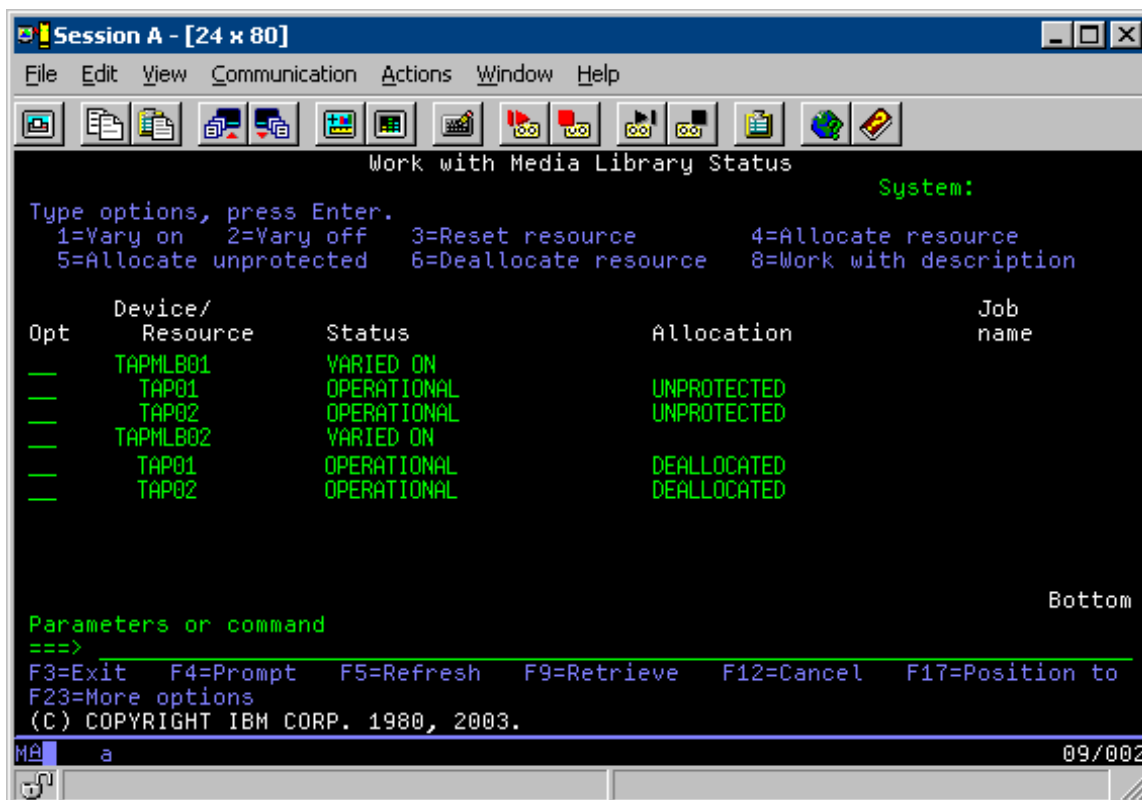 Session A - [24 x 80]
File Edit View Communication Actions Window Help
Work with Media Library Status
System:
Type options, press Enter.
1=Vary on 2=Vary off 3=Reset resource 4=Allocate resource
5=Allocate unprotected 6=Deallocate resource 8=Work with description
Device/ Job
Opt Resource Status Allocation name
TAPMLB01 VARIED ON
TAP01 OPERATIONAL UNPROTECTED
TAP02 OPERATIONAL UNPROTECTED
TAPMLB02 VARIED ON
TAP01 OPERATIONAL DEALLOCATED
TAP02 OPERATIONAL DEALLOCATED
Bottom
Parameters or command
===>
F3=Exit F4=Prompt F5=Refresh F9=Retrieve F12=Cancel F17=Position to
F23=More options
(C) COPYRIGHT IBM CORP. 1980, 2003.
MA a 09/002